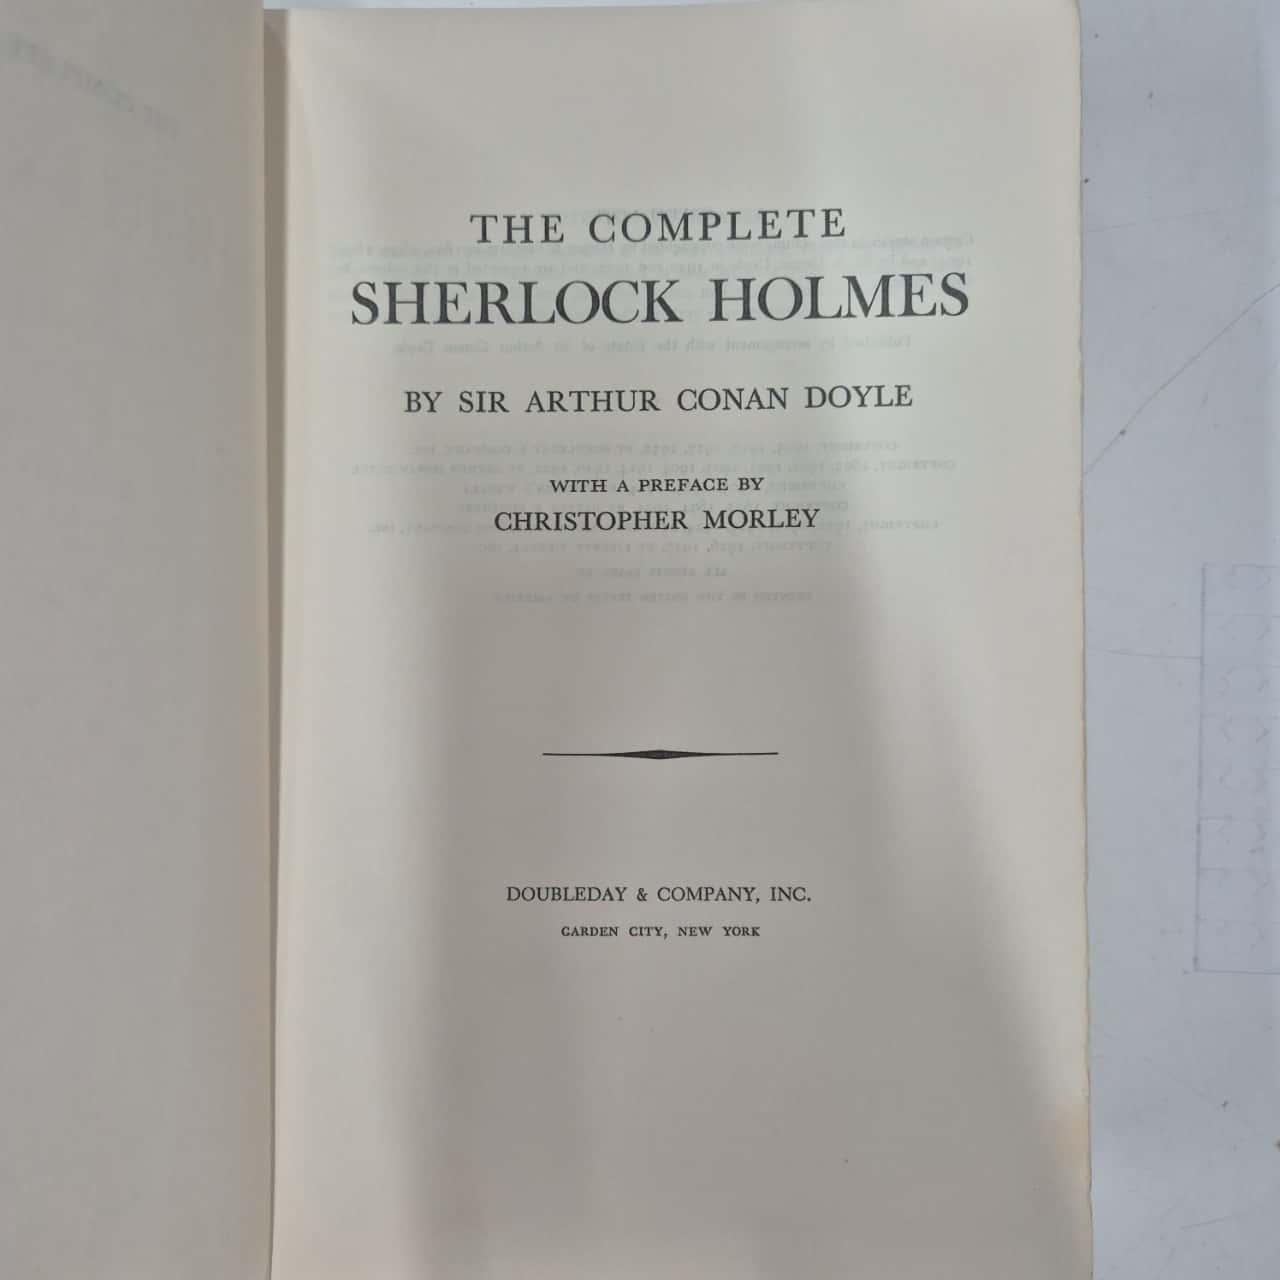 THE COMPLETE
SHERLOCK HOLMES
BY SIR ARTHUR CONAN DOYLE
WITH A PREFACE BY
CHRISTOPHER MORLEY
DOUBLEDAY & COMPANY, INC.
GARDEN CITY, NEW YORK